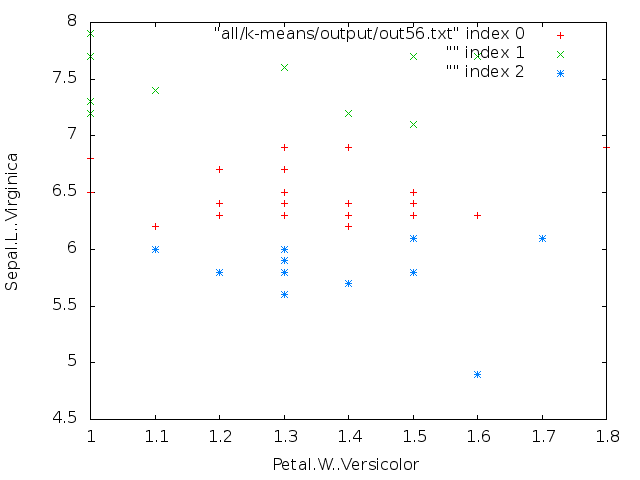 "all/k-means/output/out56.txt" index 0
"" index 1
"" index 2
8
7.5
7
6.5
6
5.5
5
4.5
Sepal.L..Virginica
1 1.1 1.2 1.3 1.4 1.5 1.6 1.7 1.8
Petal.W..Versicolor